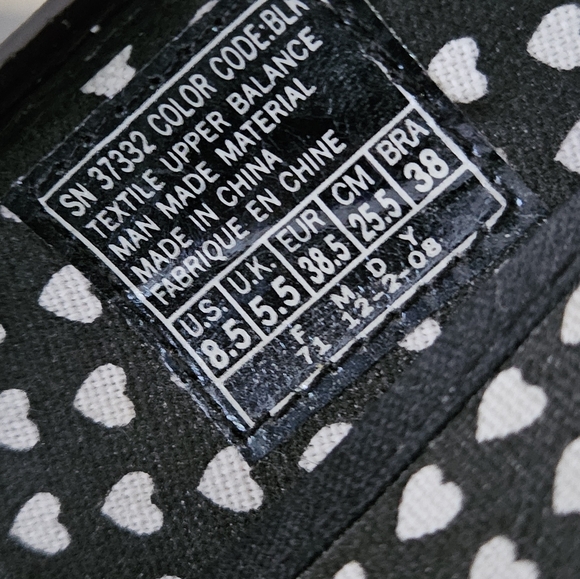 SN 37332 COLOR CODE:BLK
TEXTILE UPPER BALANCE
MAN MADE MATERIAL
MADE IN CHINA
FABRIQUE EN CHINE
U.S. U.K. EUR CM BRA
8.5 5.5 38.5 25.5 38
F M D Y
71 12-2-08